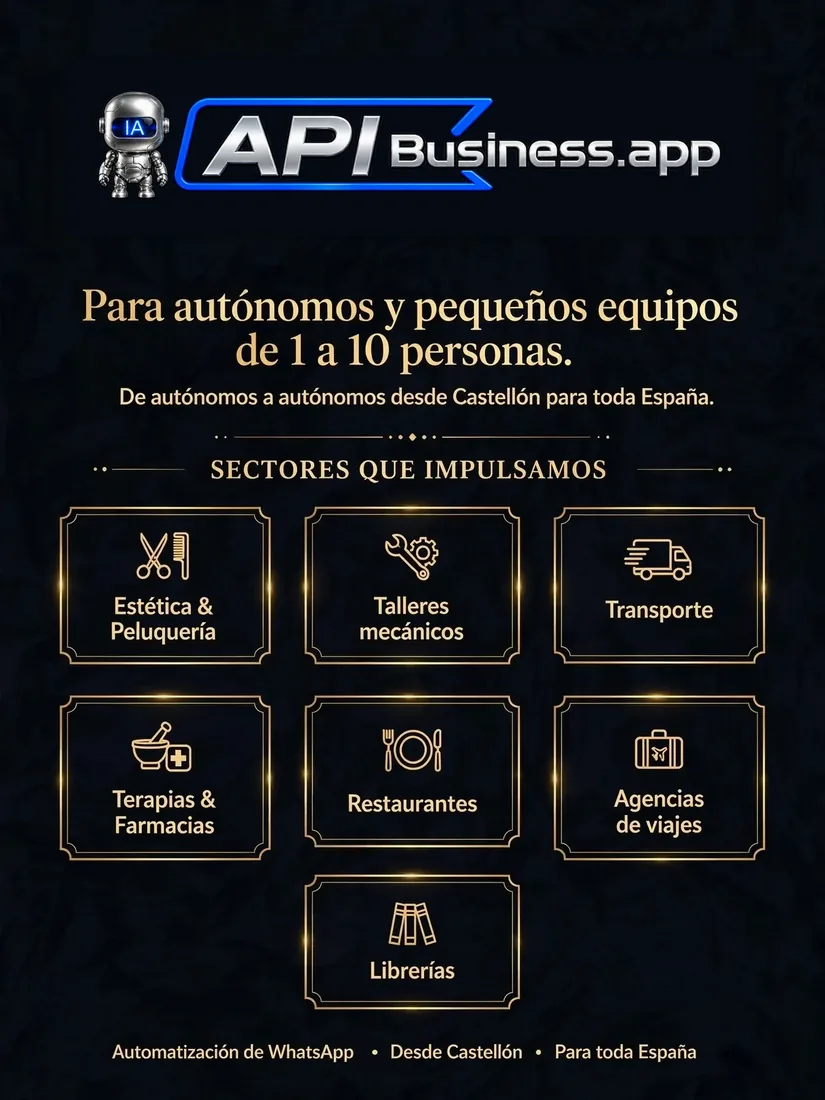 IA
API Business.app
Para autónomos y pequeños equipos
de 1 a 10 personas.
De autónomos a autónomos desde Castellón para toda España.
SECTORES QUE IMPULSAMOS
Estética &
Peluquería
Talleres
mecánicos
Transporte
Terapias &
Farmacias
Restaurantes
Agencias
de viajes
Librerías
Automatización de WhatsApp • Desde Castellón • Para toda España